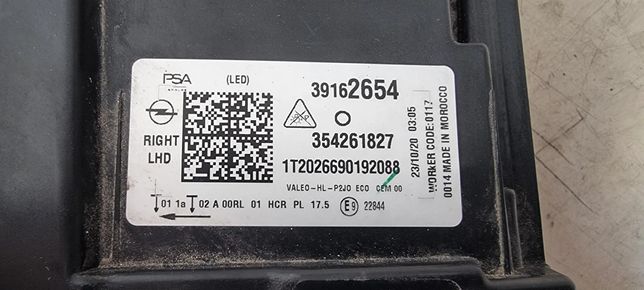 PSA (LED)
39162654
RIGHT
LHD
354261827
1T2026690192088
VALEO-HL-P2JO ECO CEM 00
01 1a 02 A 00RL 01 HCR PL 17.5 E9 22844
23/10/20 03:05
WORKER CODE:0117
0014 MADE IN MOROCCO